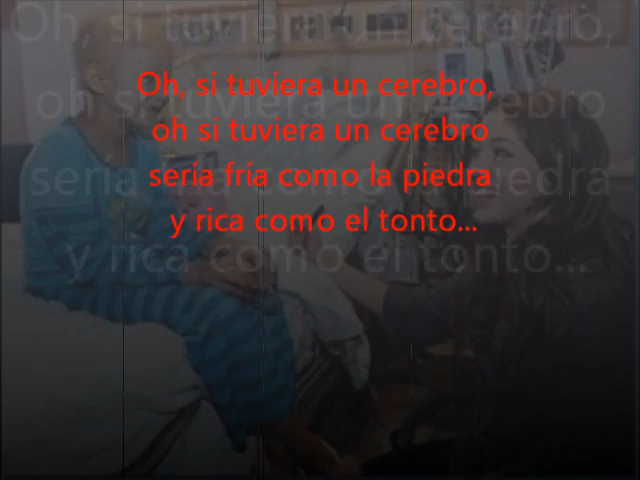 Oh, si tuviera un cerebro,
oh si tuviera un cerebro
sería fría como la piedra
y rica como el tonto...